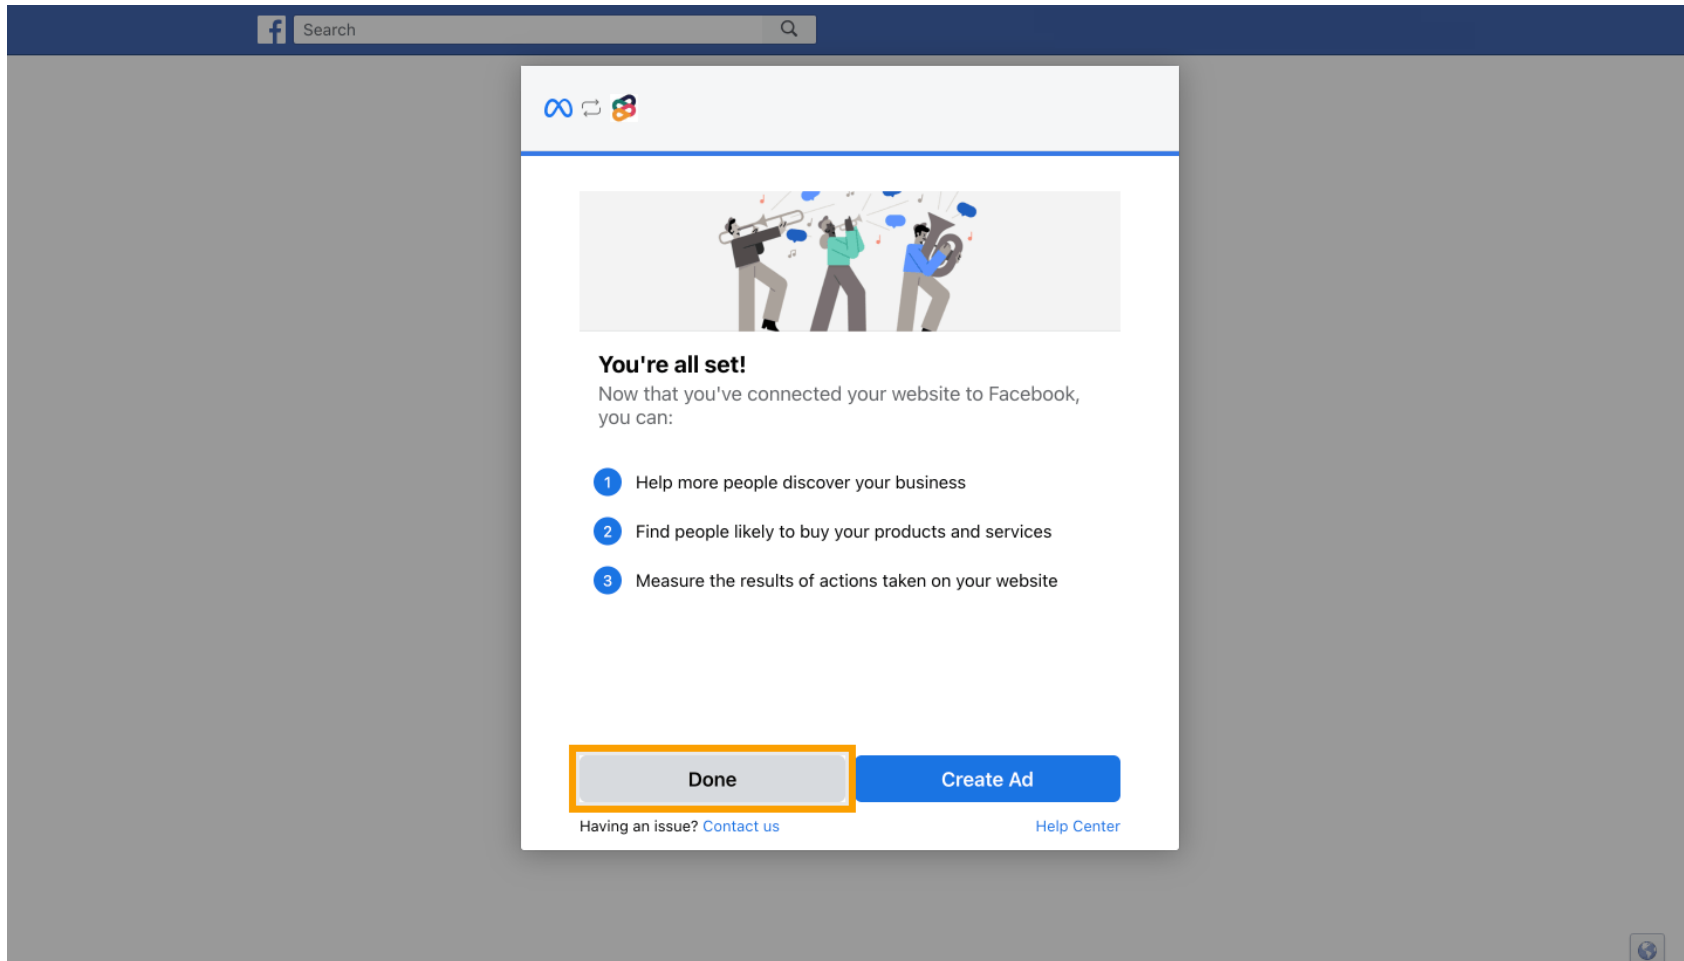 Search
You're all set!
Now that you've connected your website to Facebook,
you can:
1 Help more people discover your business
2 Find people likely to buy your products and services
3 Measure the results of actions taken on your website
Done Create Ad
Having an issue? Contact us Help Center